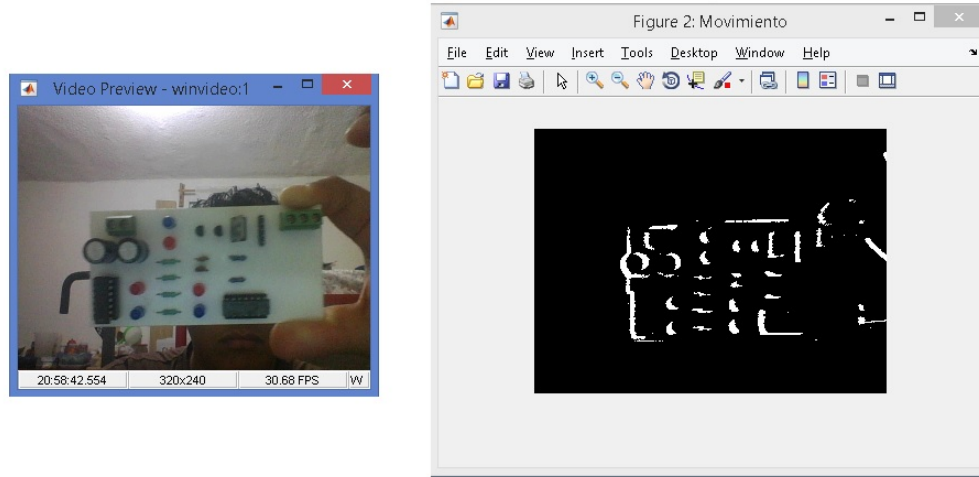 Video Preview - winvideo:1
20:58:42.554 320x240 30.68 FPS W
Figure 2: Movimiento
File Edit View Insert Tools Desktop Window Help